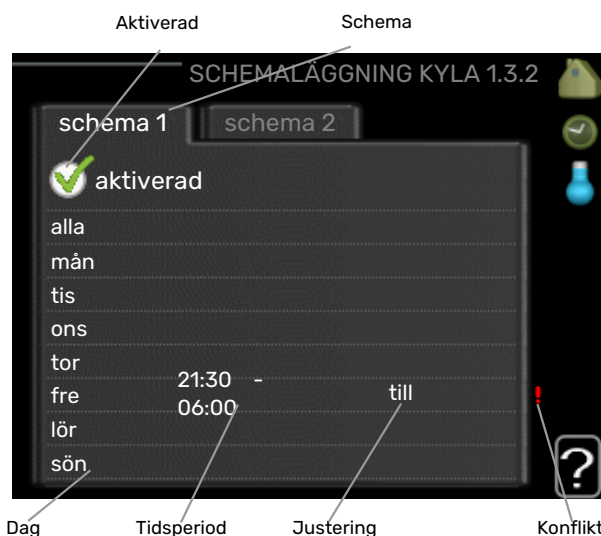 Aktiverad
Schema
SCHEMALÄGGNING KYLA 1.3.2
schema 1
schema 2
aktiverad
alla
mån
tis
ons
tor
fre
21:30 -
06:00
till
!
lör
sön
?
Dag
Tidsperiod
Justering
Konflikt